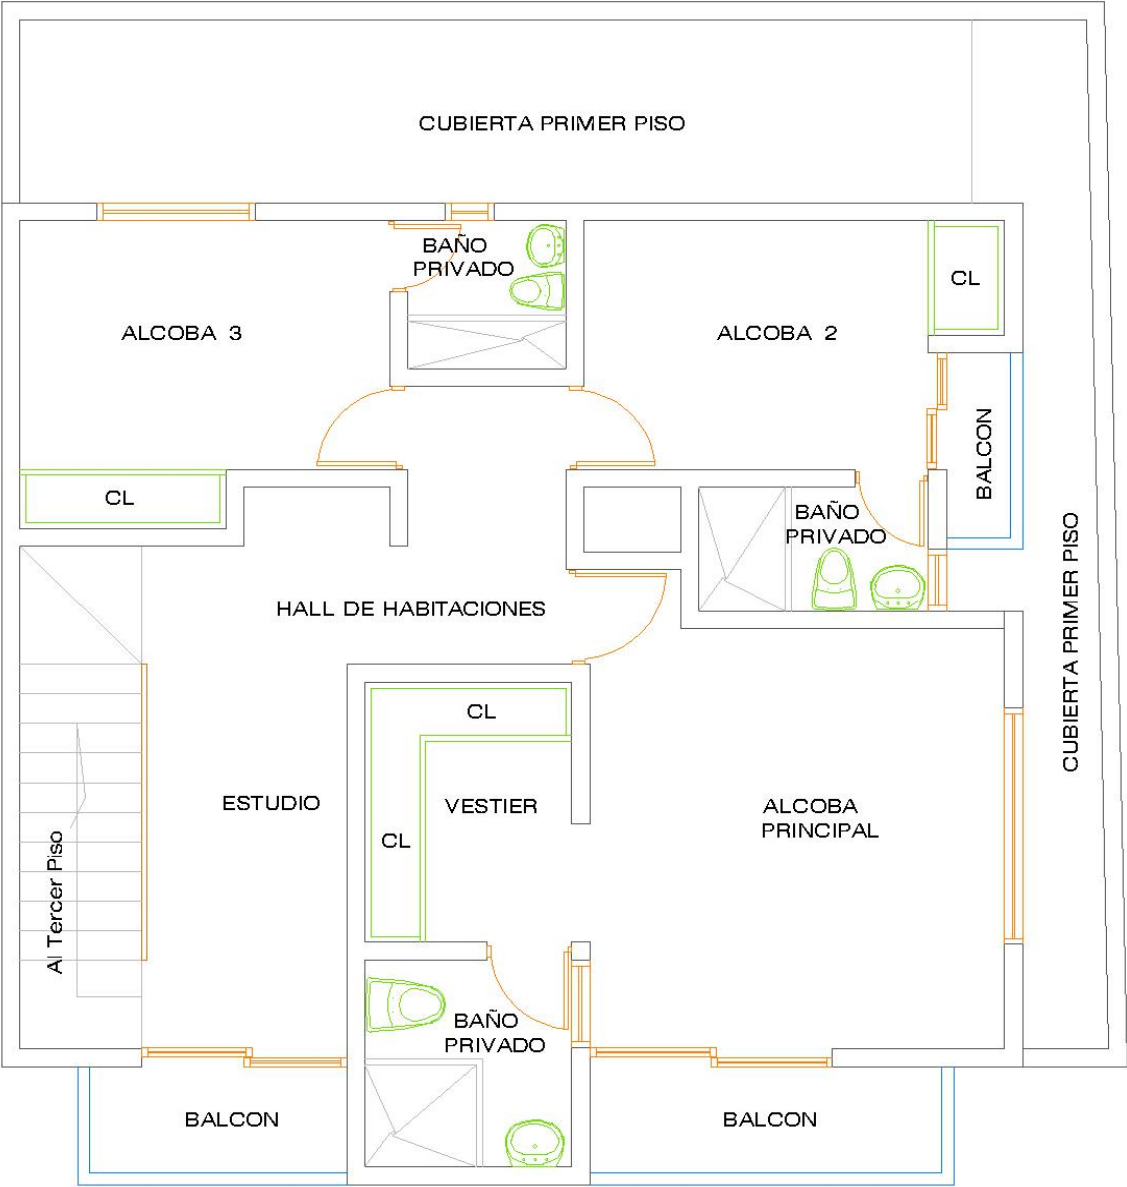 CUBIERTA PRIMER PISO
BAÑO
PRIVADO
CL
ALCOBA 3
ALCOBA 2
BALCON
CL
BAÑO
PRIVADO
CUBIERTA PRIMER PISO
HALL DE HABITACIONES
CL
ESTUDIO
VESTIER
ALCOBA
PRINCIPAL
CL
Al Tercer Piso
BAÑO
PRIVADO
BALCON
BALCON